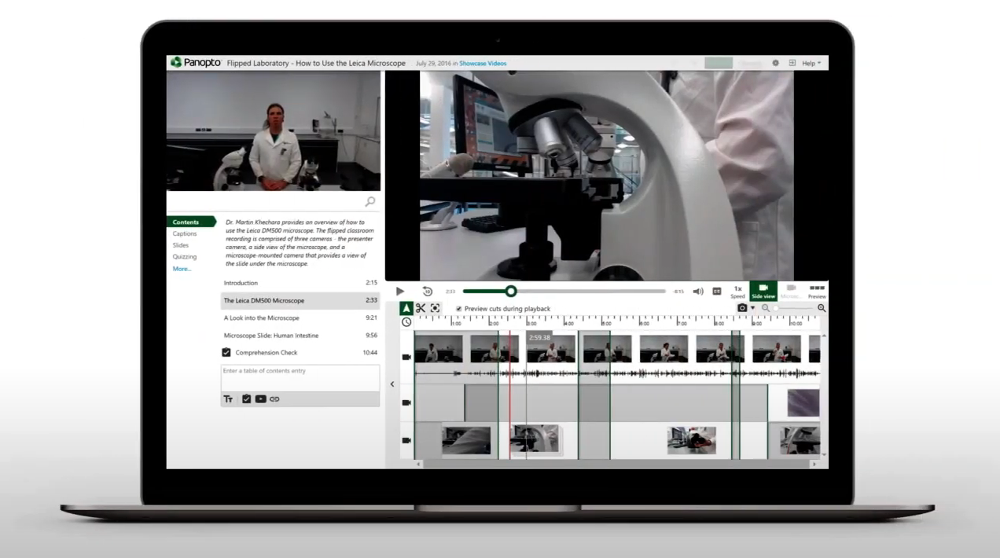 Panopto Flipped Laboratory - How to Use the Leica Microscope July 29, 2016 in Showcase Videos Help
Contents
Captions
Slides
Quizzing
More...
Dr. Martin Khechara provides an overview of how to
use the Leica DM500 microscope. The flipped classroom
recording is comprised of three cameras - the presenter
camera, a side view of the microscope, and a
microscope-mounted camera that provides a view of
the slide under the microscope.
Introduction 2:15
The Leica DM500 Microscope 2:33
A Look into the Microscope 9:21
Microscope Slide: Human Intestine 9:56
Comprehension Check 10:44
Enter a table of contents entry
Tт
10 2:33 -8:15 CC 1x
Speed Side view Preview
Preview cuts during playback
1:00 2:00 3:00 4:00 5:00 6:00 7:00 8:00 9:00 10:00
2:59.38